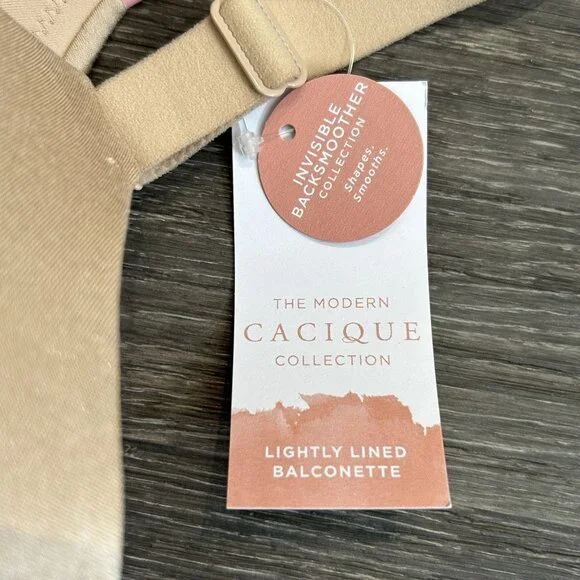 INVISIBLE
BACKSMOOTHER
COLLECTION
Shapes.
Smooths.
THE MODERN
CACIQUE
COLLECTION
LIGHTLY LINED
BALCONETTE